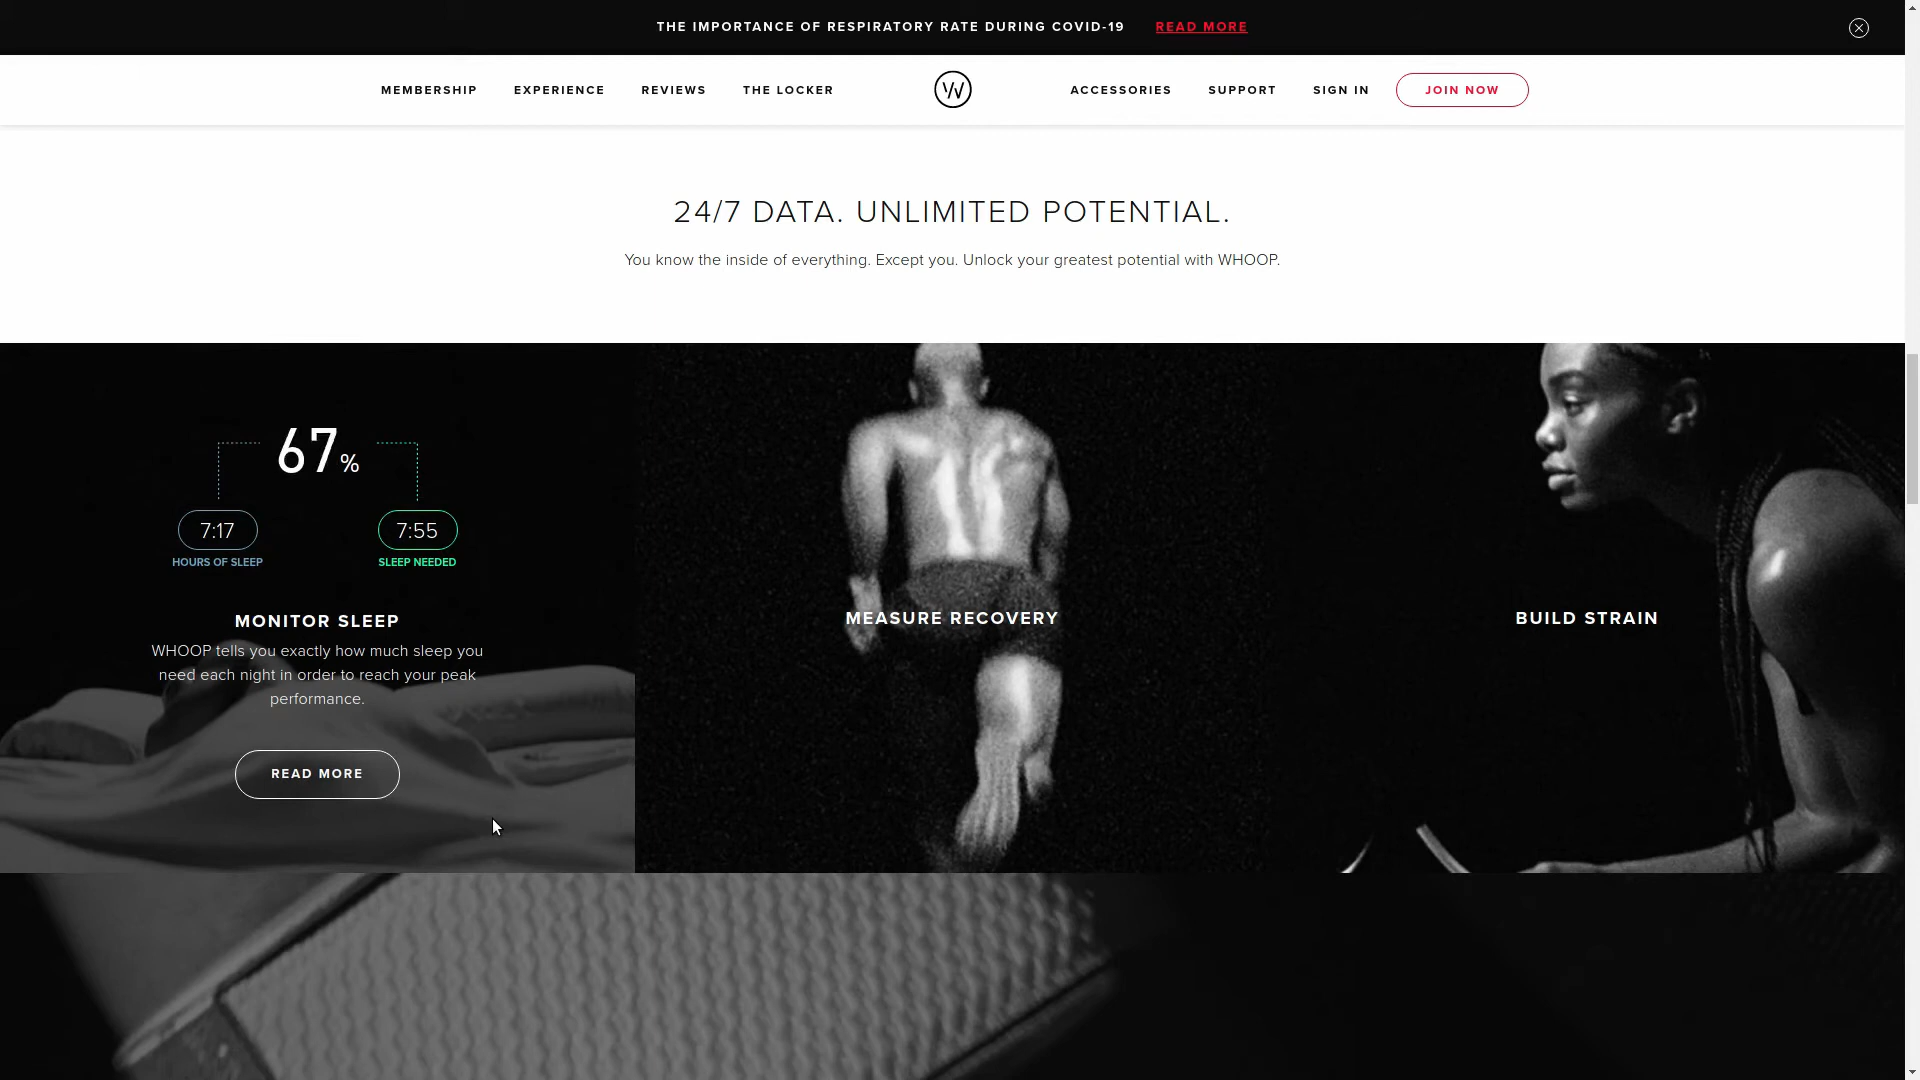 THE IMPORTANCE OF RESPIRATORY RATE DURING COVID-19 READ MORE
MEMBERSHIP EXPERIENCE REVIEWS THE LOCKER W ACCESSORIES SUPPORT SIGN IN JOIN NOW
24/7 DATA. UNLIMITED POTENTIAL.
You know the inside of everything. Except you. Unlock your greatest potential with WHOOP.
67%
7:17 7:55
HOURS OF SLEEP SLEEP NEEDED
MONITOR SLEEP
WHOOP tells you exactly how much sleep you
need each night in order to reach your peak
performance.
READ MORE
MEASURE RECOVERY
BUILD STRAIN